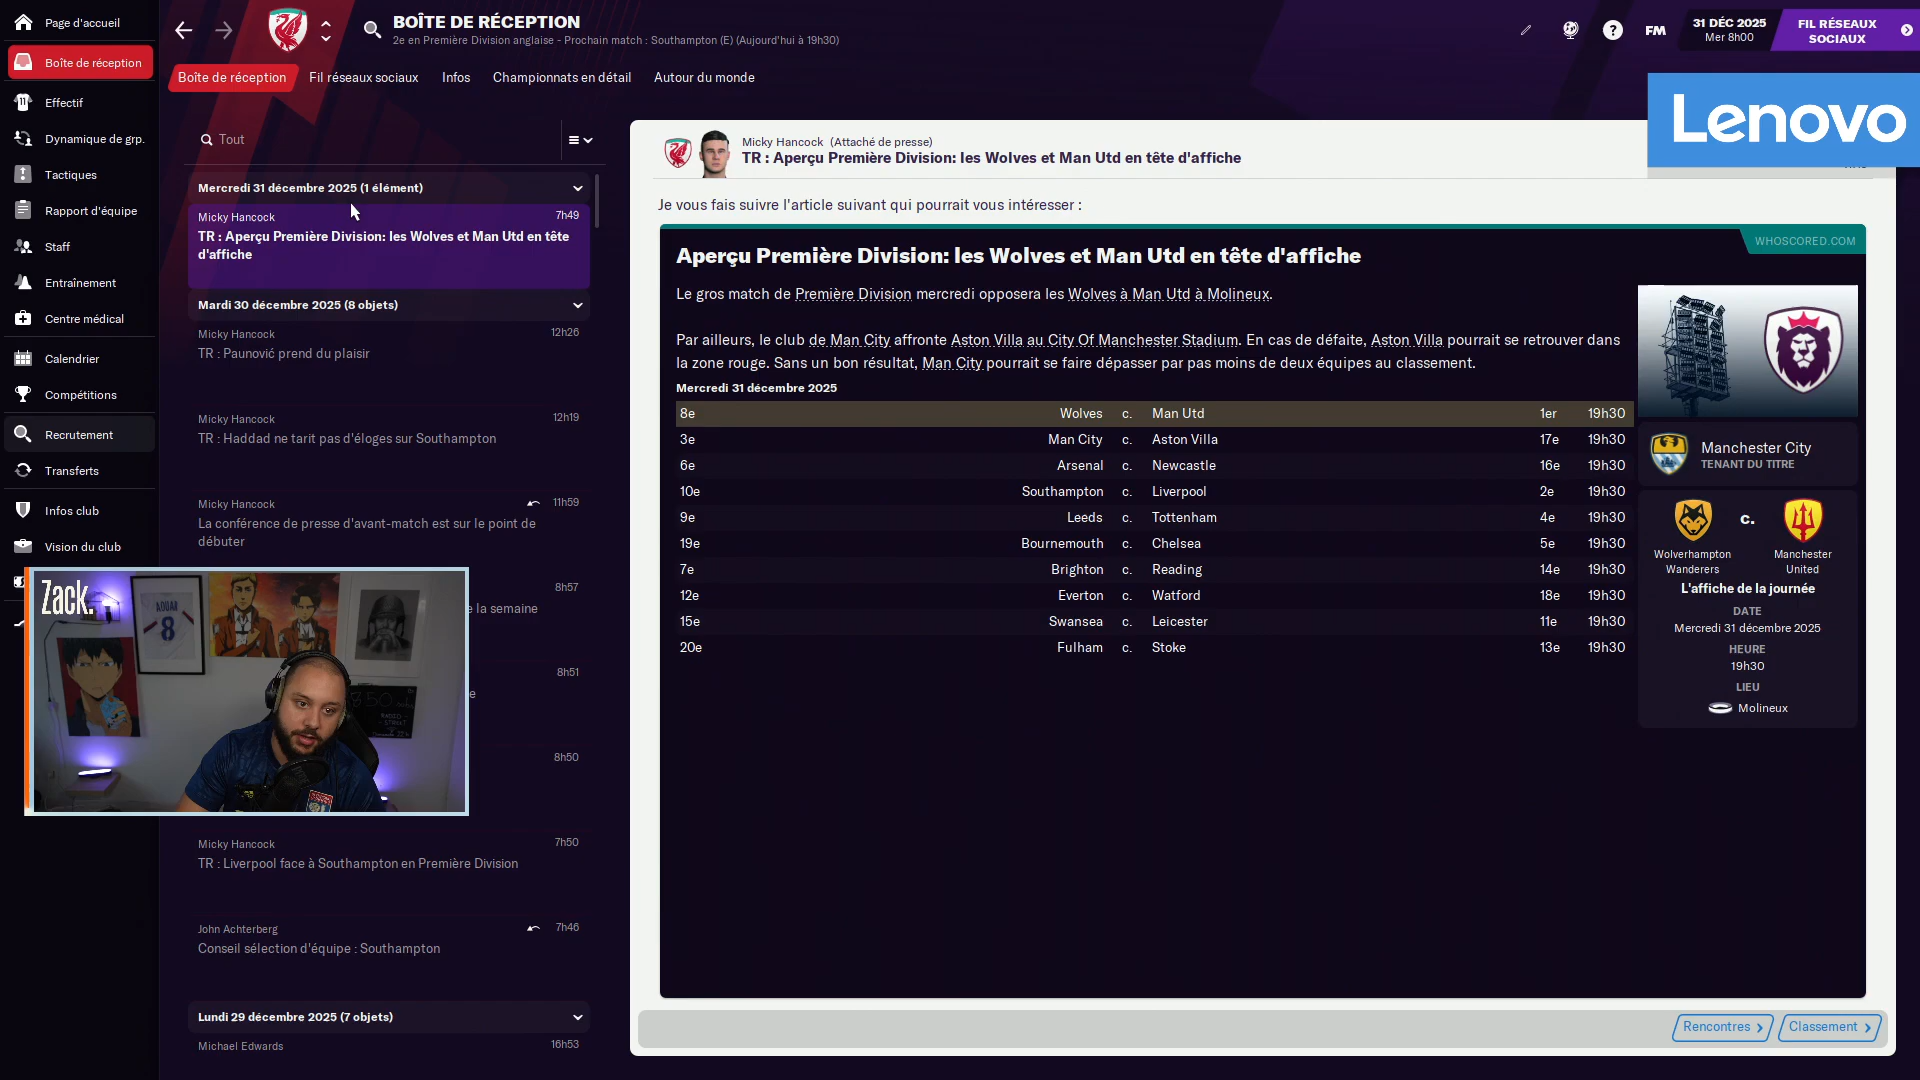 Page d'accueil
Boîte de réception
Effectif
Dynamique de grp.
Tactiques
Rapport d'équipe
Staff
Entraînement
Centre médical
Calendrier
Compétitions
Recrutement
Transferts
Infos club
Vision du club
BOÎTE DE RÉCEPTION
2e en Première Division anglaise - Prochain match : Southampton (E) (Aujourd'hui à 19h30)
FM
31 DÉC 2025
Mer 8h00
FIL RÉSEAUX
SOCIAUX
Boîte de réception
Fil réseaux sociaux
Infos
Championnats en détail
Autour du monde
Lenovo
Tout
Mercredi 31 décembre 2025 (1 élément)
Micky Hancock 7h49
TR : Aperçu Première Division: les Wolves et Man Utd en tête
d'affiche
Mardi 30 décembre 2025 (8 objets)
Micky Hancock 12h26
TR : Paunović prend du plaisir
Micky Hancock 12h19
TR : Haddad ne tarit pas d'éloges sur Southampton
Micky Hancock 11h59
La conférence de presse d'avant-match est sur le point de
débuter
8h57
la semaine
8h51
8h50
Zack.
AOUAR
8
Micky Hancock 7h50
TR : Liverpool face à Southampton en Première Division
John Achterberg 7h46
Conseil sélection d'équipe : Southampton
Lundi 29 décembre 2025 (7 objets)
Michael Edwards 16h53
Micky Hancock (Attaché de presse)
TR : Aperçu Première Division: les Wolves et Man Utd en tête d'affiche
Je vous fais suivre l'article suivant qui pourrait vous intéresser :
WHOSCORED.COM
Aperçu Première Division: les Wolves et Man Utd en tête d'affiche
Le gros match de Première Division mercredi opposera les Wolves à Man Utd à Molineux.
Par ailleurs, le club de Man City affronte Aston Villa au City Of Manchester Stadium. En cas de défaite, Aston Villa pourrait se retrouver dans
la zone rouge. Sans un bon résultat, Man City pourrait se faire dépasser par pas moins de deux équipes au classement.
Mercredi 31 décembre 2025
8e Wolves c. Man Utd 1er 19h30
3e Man City c. Aston Villa 17e 19h30
6e Arsenal c. Newcastle 16e 19h30
10e Southampton c. Liverpool 2e 19h30
9e Leeds c. Tottenham 4e 19h30
19e Bournemouth c. Chelsea 5e 19h30
7e Brighton c. Reading 14e 19h30
12e Everton c. Watford 18e 19h30
15e Swansea c. Leicester 11e 19h30
20e Fulham c. Stoke 13e 19h30
Manchester City
TENANT DU TITRE
c.
Wolverhampton
Wanderers
Manchester
United
L'affiche de la journée
DATE
Mercredi 31 décembre 2025
HEURE
19h30
LIEU
Molineux
Rencontres
Classement